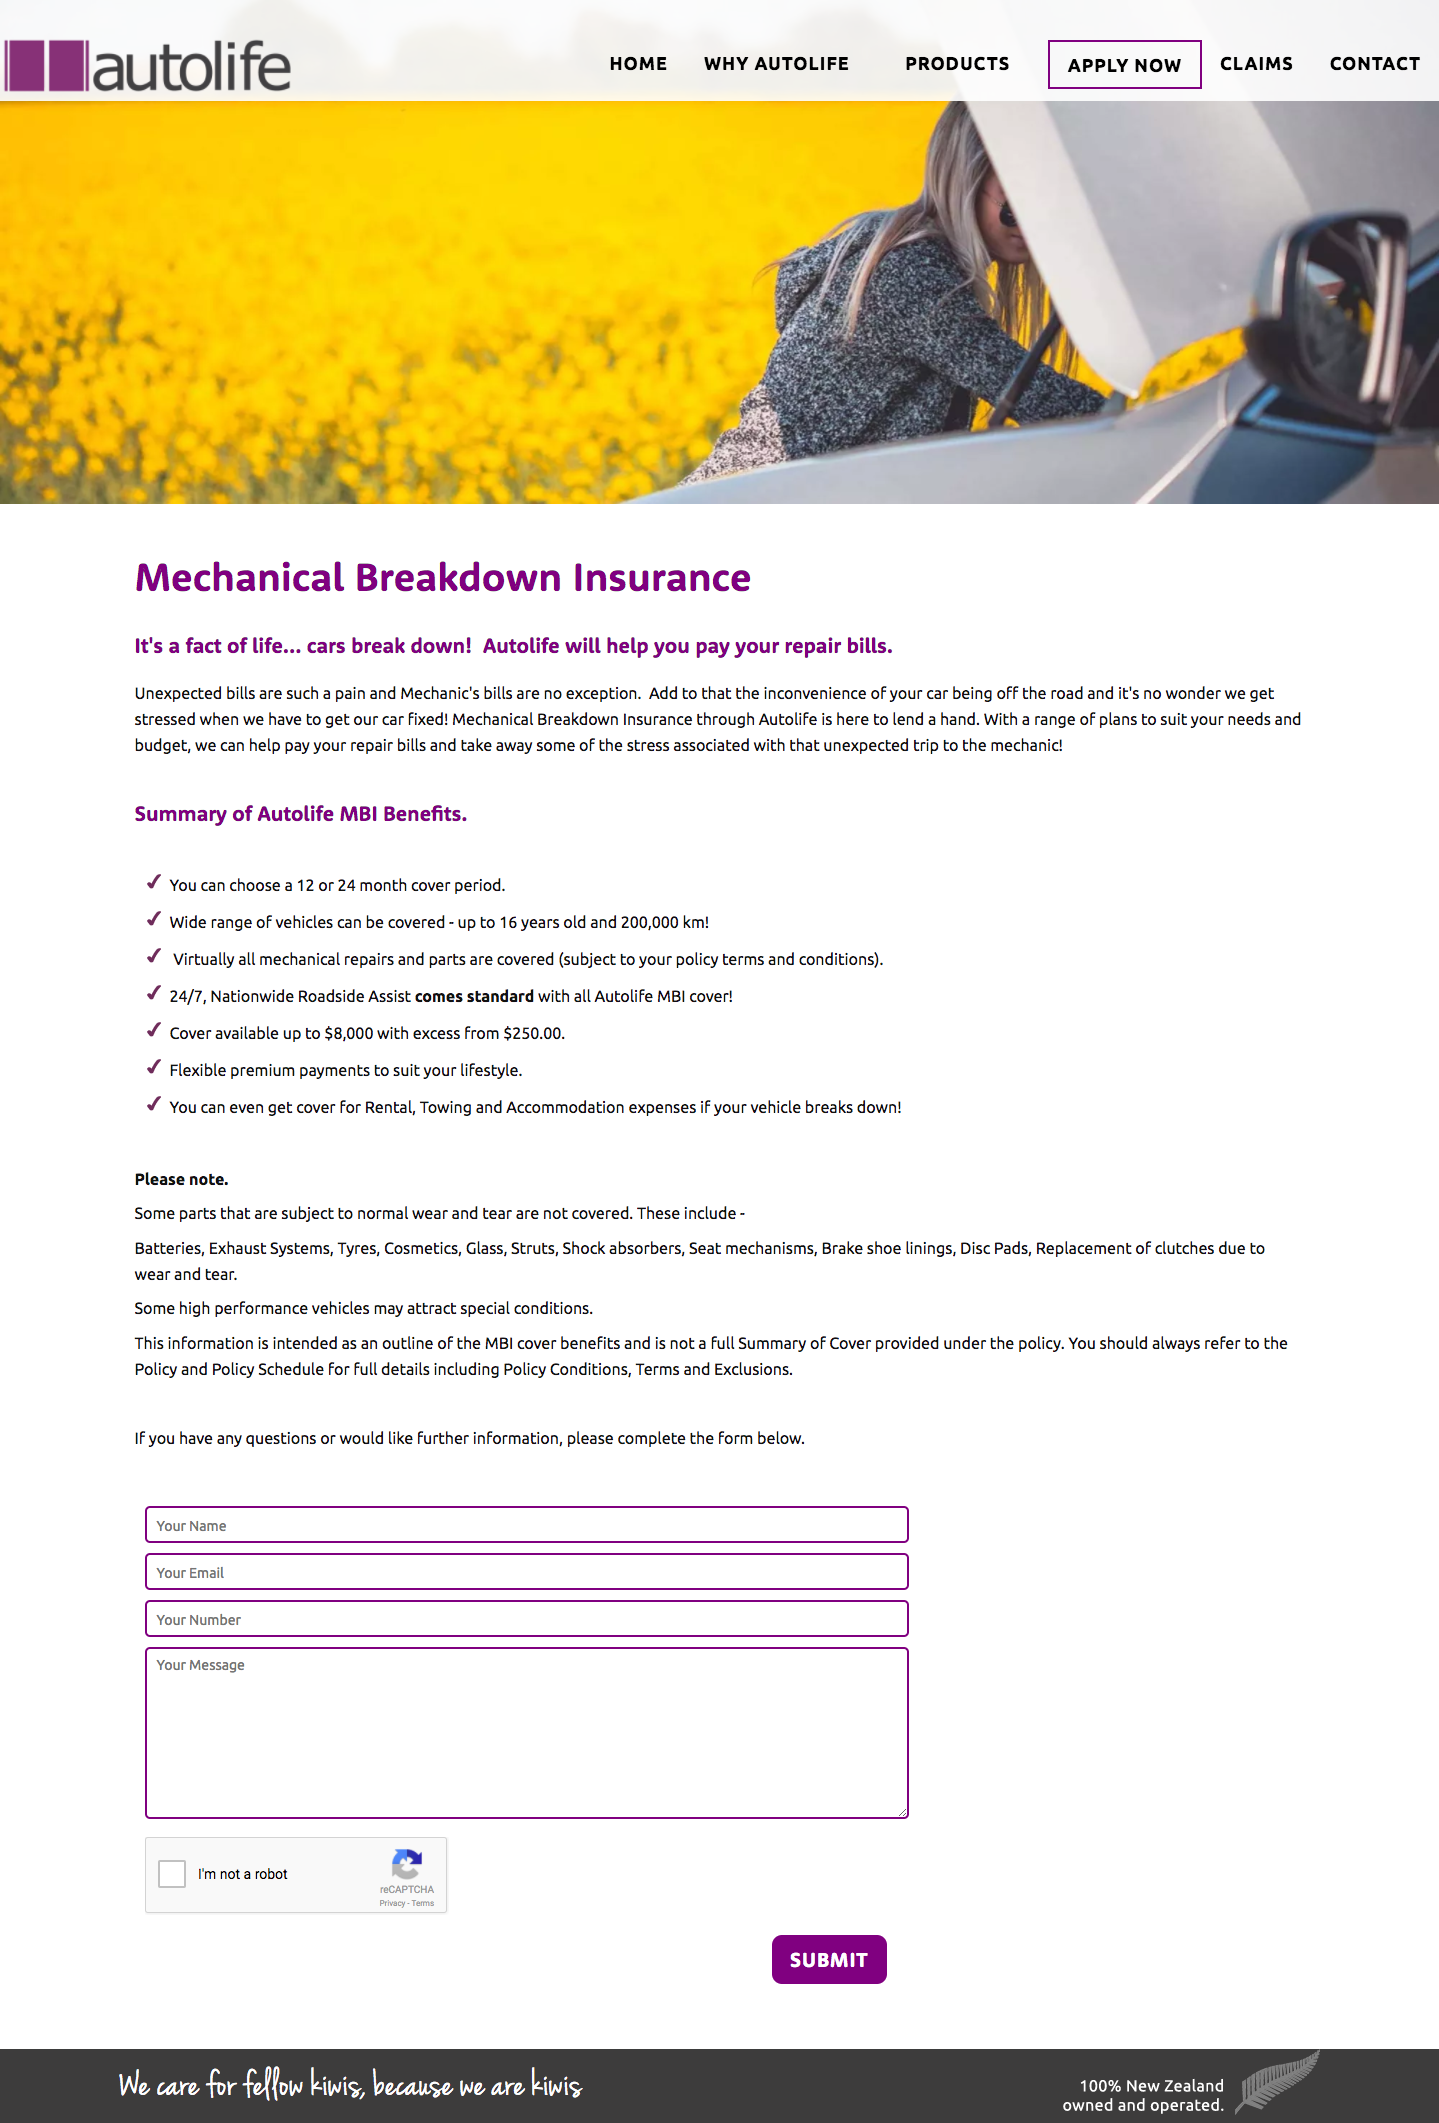 autolife
HOME WHY AUTOLIFE PRODUCTS APPLY NOW CLAIMS CONTACT
Mechanical Breakdown Insurance
It's a fact of life... cars break down!  Autolife will help you pay your repair bills.
Unexpected bills are such a pain and Mechanic's bills are no exception.  Add to that the inconvenience of your car being off the road and it's no wonder we get
stressed when we have to get our car fixed! Mechanical Breakdown Insurance through Autolife is here to lend a hand. With a range of plans to suit your needs and
budget, we can help pay your repair bills and take away some of the stress associated with that unexpected trip to the mechanic!
Summary of Autolife MBI Benefits.
✓ You can choose a 12 or 24 month cover period.
✓ Wide range of vehicles can be covered - up to 16 years old and 200,000 km!
✓ Virtually all mechanical repairs and parts are covered (subject to your policy terms and conditions).
✓ 24/7, Nationwide Roadside Assist comes standard with all Autolife MBI cover!
✓ Cover available up to $8,000 with excess from $250.00.
✓ Flexible premium payments to suit your lifestyle.
✓ You can even get cover for Rental, Towing and Accommodation expenses if your vehicle breaks down!
Please note.
Some parts that are subject to normal wear and tear are not covered. These include -
Batteries, Exhaust Systems, Tyres, Cosmetics, Glass, Struts, Shock absorbers, Seat mechanisms, Brake shoe linings, Disc Pads, Replacement of clutches due to
wear and tear.
Some high performance vehicles may attract special conditions.
This information is intended as an outline of the MBI cover benefits and is not a full Summary of Cover provided under the policy. You should always refer to the
Policy and Policy Schedule for full details including Policy Conditions, Terms and Exclusions.
If you have any questions or would like further information, please complete the form below.
Your Name
Your Email
Your Number
Your Message
I'm not a robot
reCAPTCHA
Privacy - Terms
SUBMIT
We care for fellow kiwis, because we are kiwis
100% New Zealand
owned and operated.